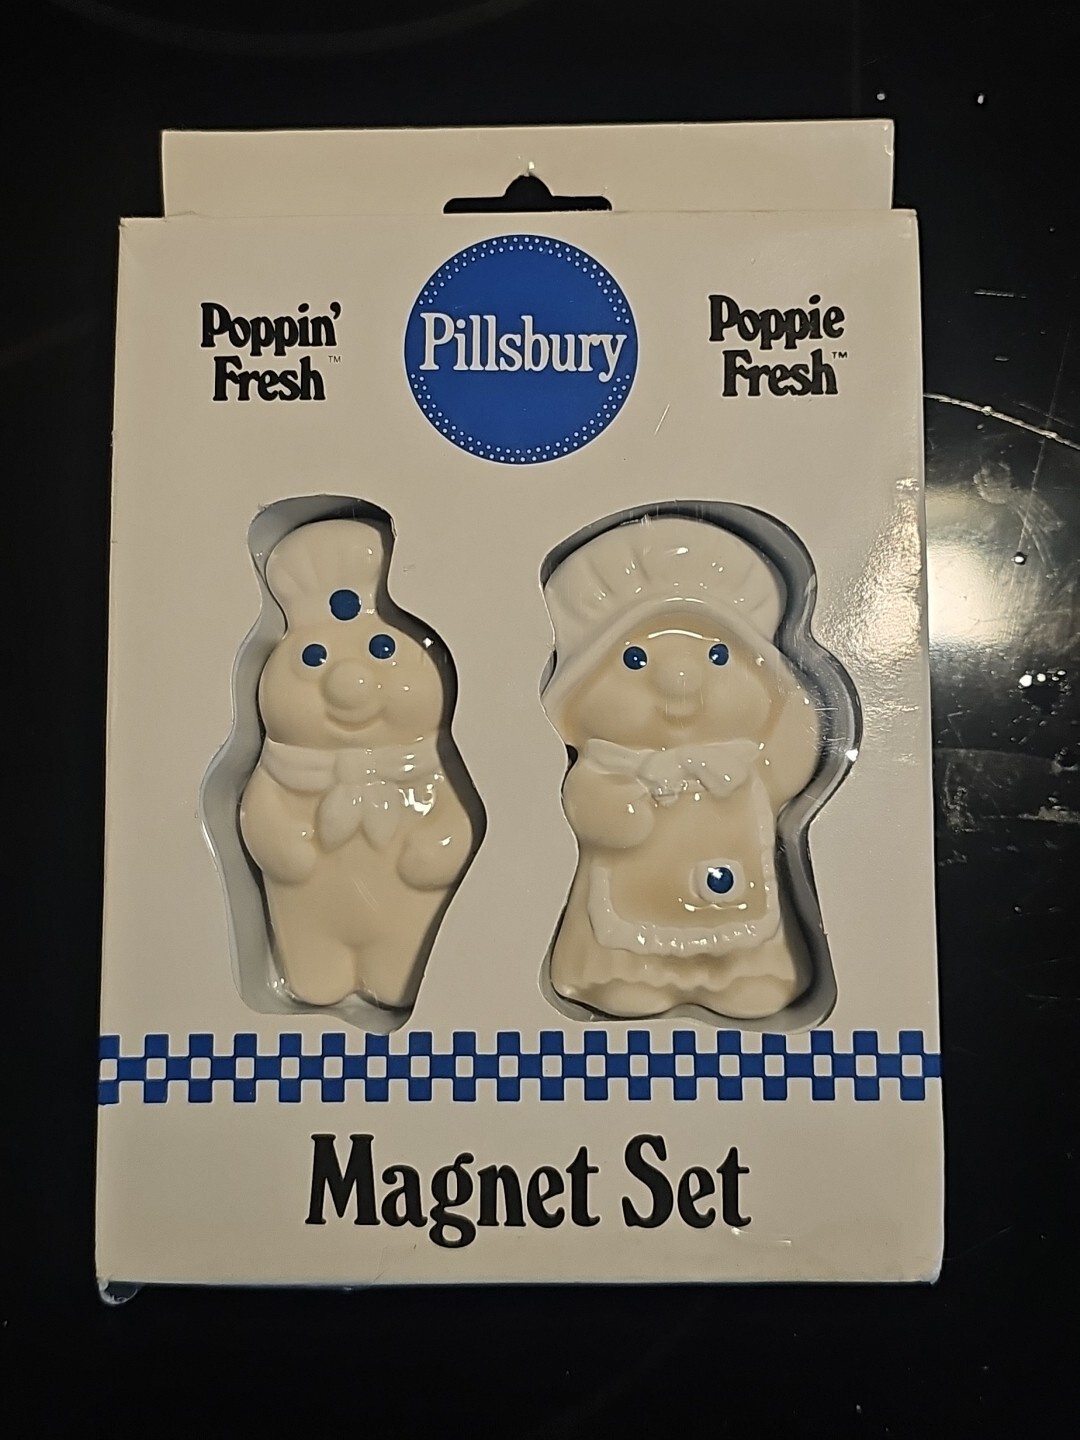 Poppin'
Fresh™
Pillsbury
Poppie
Fresh™
Magnet Set